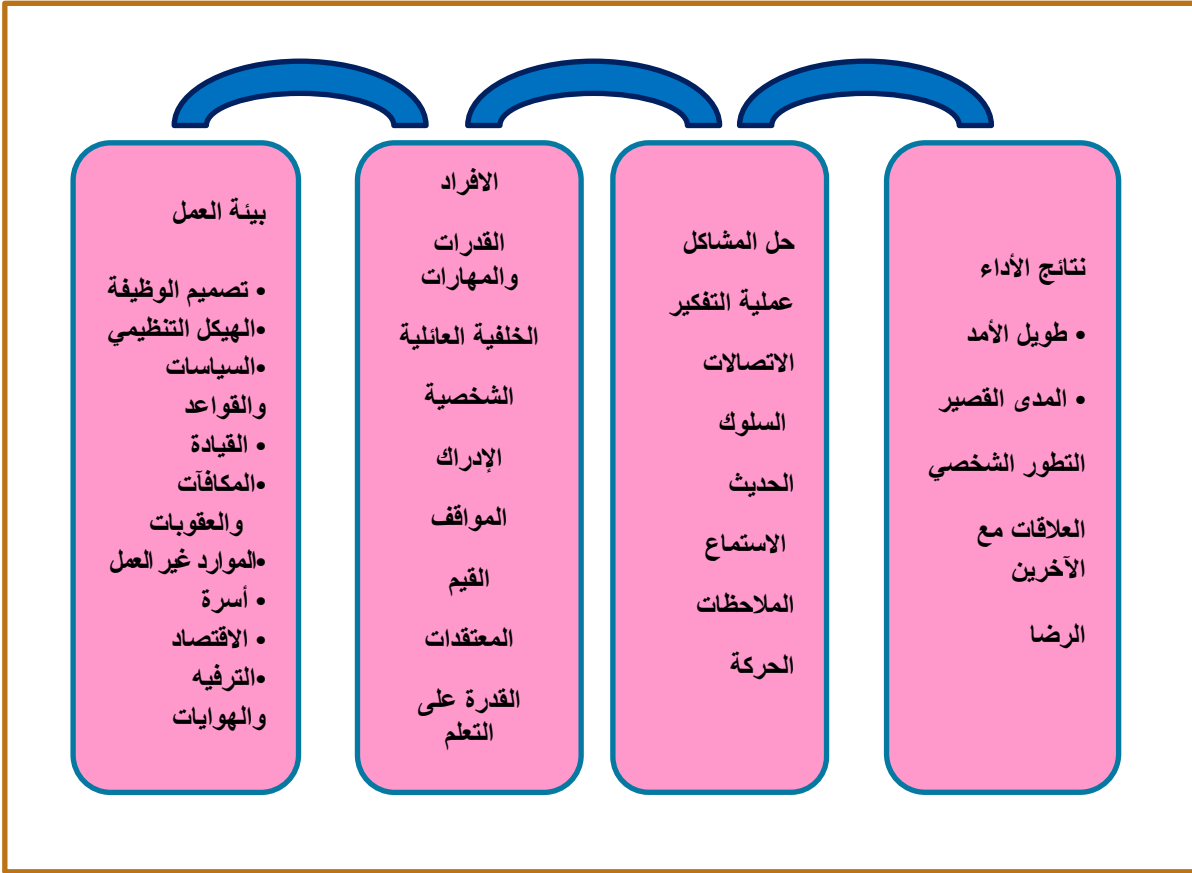 بيئة العمل
• تصميم الوظيفة
•الهيكل التنظيمي
•السياسات
والقواعد
• القيادة
•المكافآت
والعقوبات
•الموارد غير العمل
• أسرة
• الاقتصاد
•الترفيه
والهوايات
الافراد
القدرات
والمهارات
الخلفية العائلية
الشخصية
الإدراك
المواقف
القيم
المعتقدات
القدرة على
التعلم
حل المشاكل
عملية التفكير
الاتصالات
السلوك
الحديث
الاستماع
الملاحظات
الحركة
نتائج الأداء
• طويل الأمد
• المدى القصير
التطور الشخصي
العلاقات مع
الآخرين
الرضا